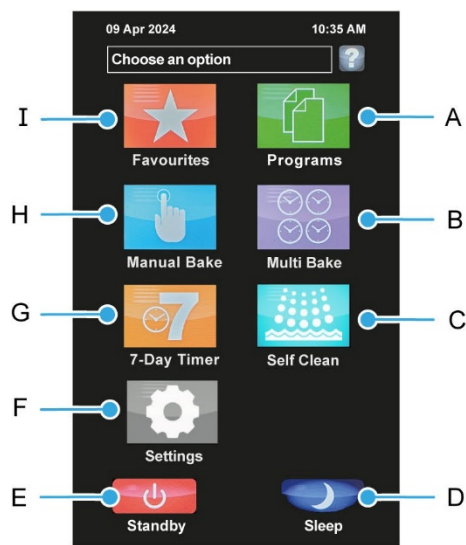 09 Apr 2024 10:35 AM
Choose an option ?
I A
Favourites Programs
H B
Manual Bake Multi Bake
G 7 C
7-Day Timer Self Clean
F
Settings
E D
Standby Sleep